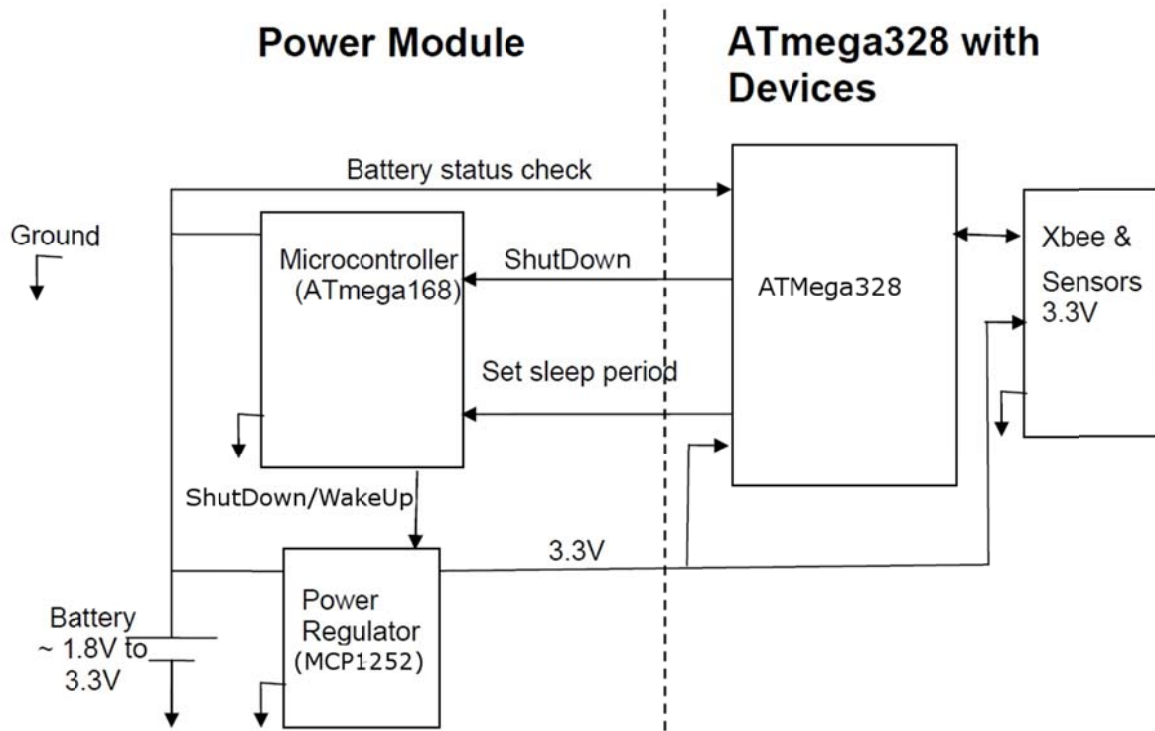 Power Module
ATmega328 with
Devices
Battery status check
Ground
Microcontroller
(ATmega168)
ShutDown
ATMega328
Xbee &
Sensors
3.3V
Set sleep period
ShutDown/WakeUp
3.3V
Power
Regulator
(MCP1252)
Battery
~ 1.8V to
3.3V